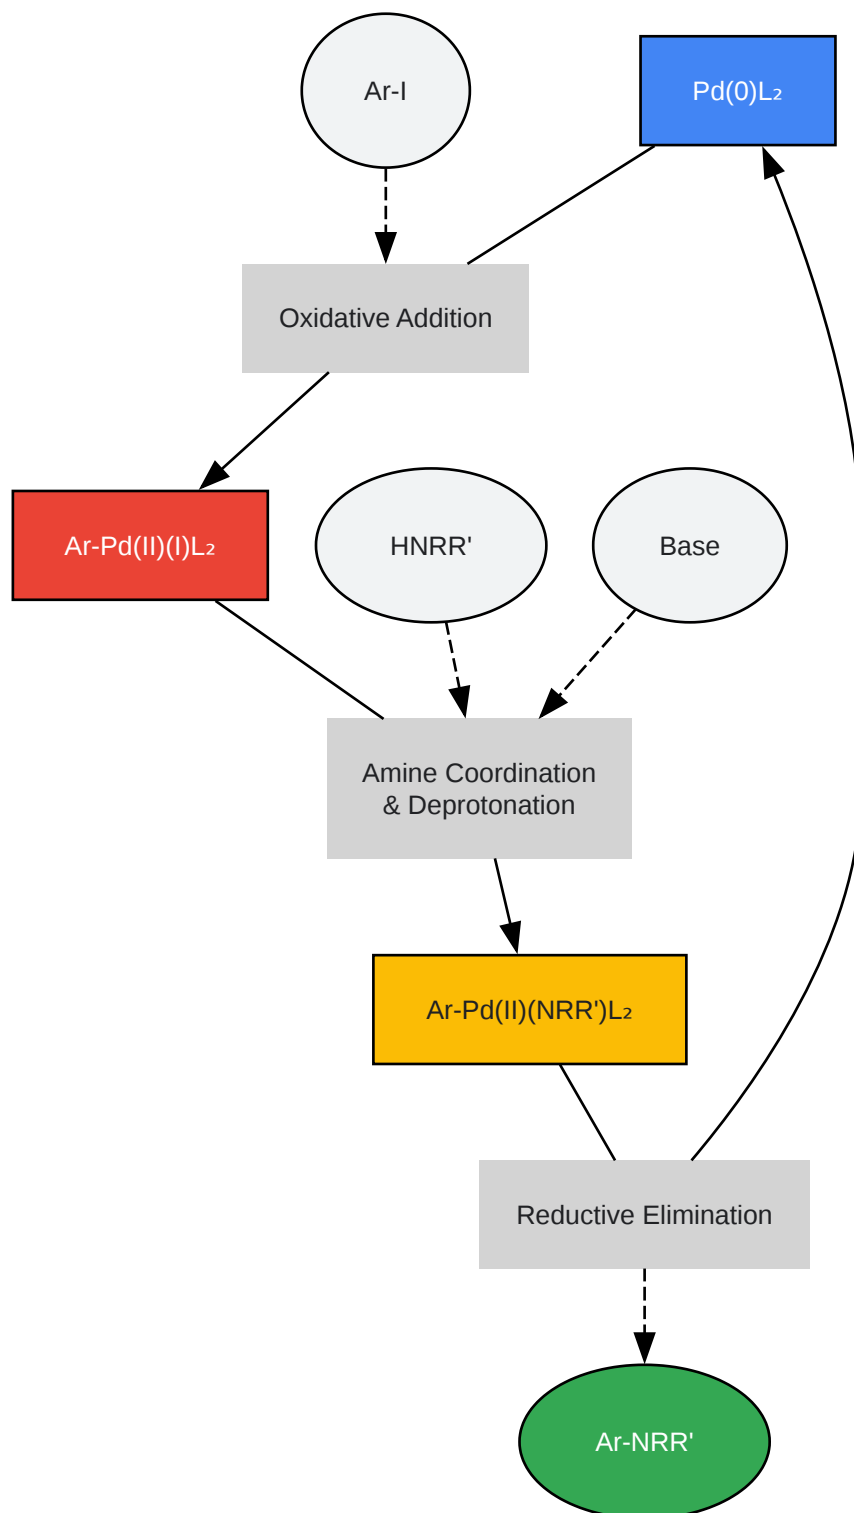 Ar-I
Pd(0)L₂
Oxidative Addition
Ar-Pd(II)(I)L₂
HNRR'
Base
Amine Coordination
& Deprotonation
Ar-Pd(II)(NRR')L₂
Reductive Elimination
Ar-NRR'